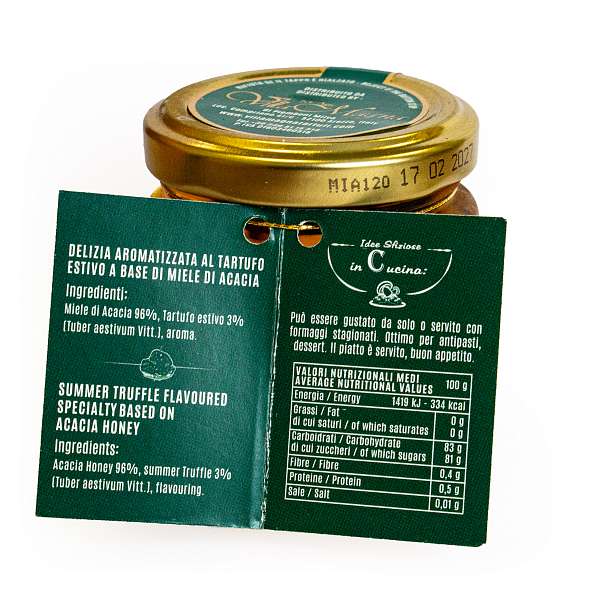 DISTRIBUITO DA
DISTRIBUTED BY:
MIA120 17 02 2027
DELIZIA AROMATIZZATA AL TARTUFO
ESTIVO A BASE DI MIELE DI ACACIA
Ingredienti:
Miele di Acacia 96%, Tartufo estivo 3%
(Tuber aestivum Vitt.), aroma.
SUMMER TRUFFLE FLAVOURED
SPECIALTY BASED ON
ACACIA HONEY
Ingredients:
Acacia Honey 96%, summer Truffle 3%
(Tuber aestivum Vitt.), flavouring.
Idee Sfiziose
in Cucina:
Può essere gustato da solo o servito con
formaggi stagionati. Ottimo per antipasti,
dessert. Il piatto è servito, buon appetito.
VALORI NUTRIZIONALI MEDI
AVERAGE NUTRITIONAL VALUES 100 g
Energia / Energy 1419 kJ - 334 kcal
Grassi / Fat 0 g
di cui saturi / of which saturates 0 g
Carboidrati / Carbohydrate 83 g
di cui zuccheri / of which sugars 81 g
Fibre / Fibre 0,4 g
Proteine / Protein 0,5 g
Sale / Salt 0,01 g